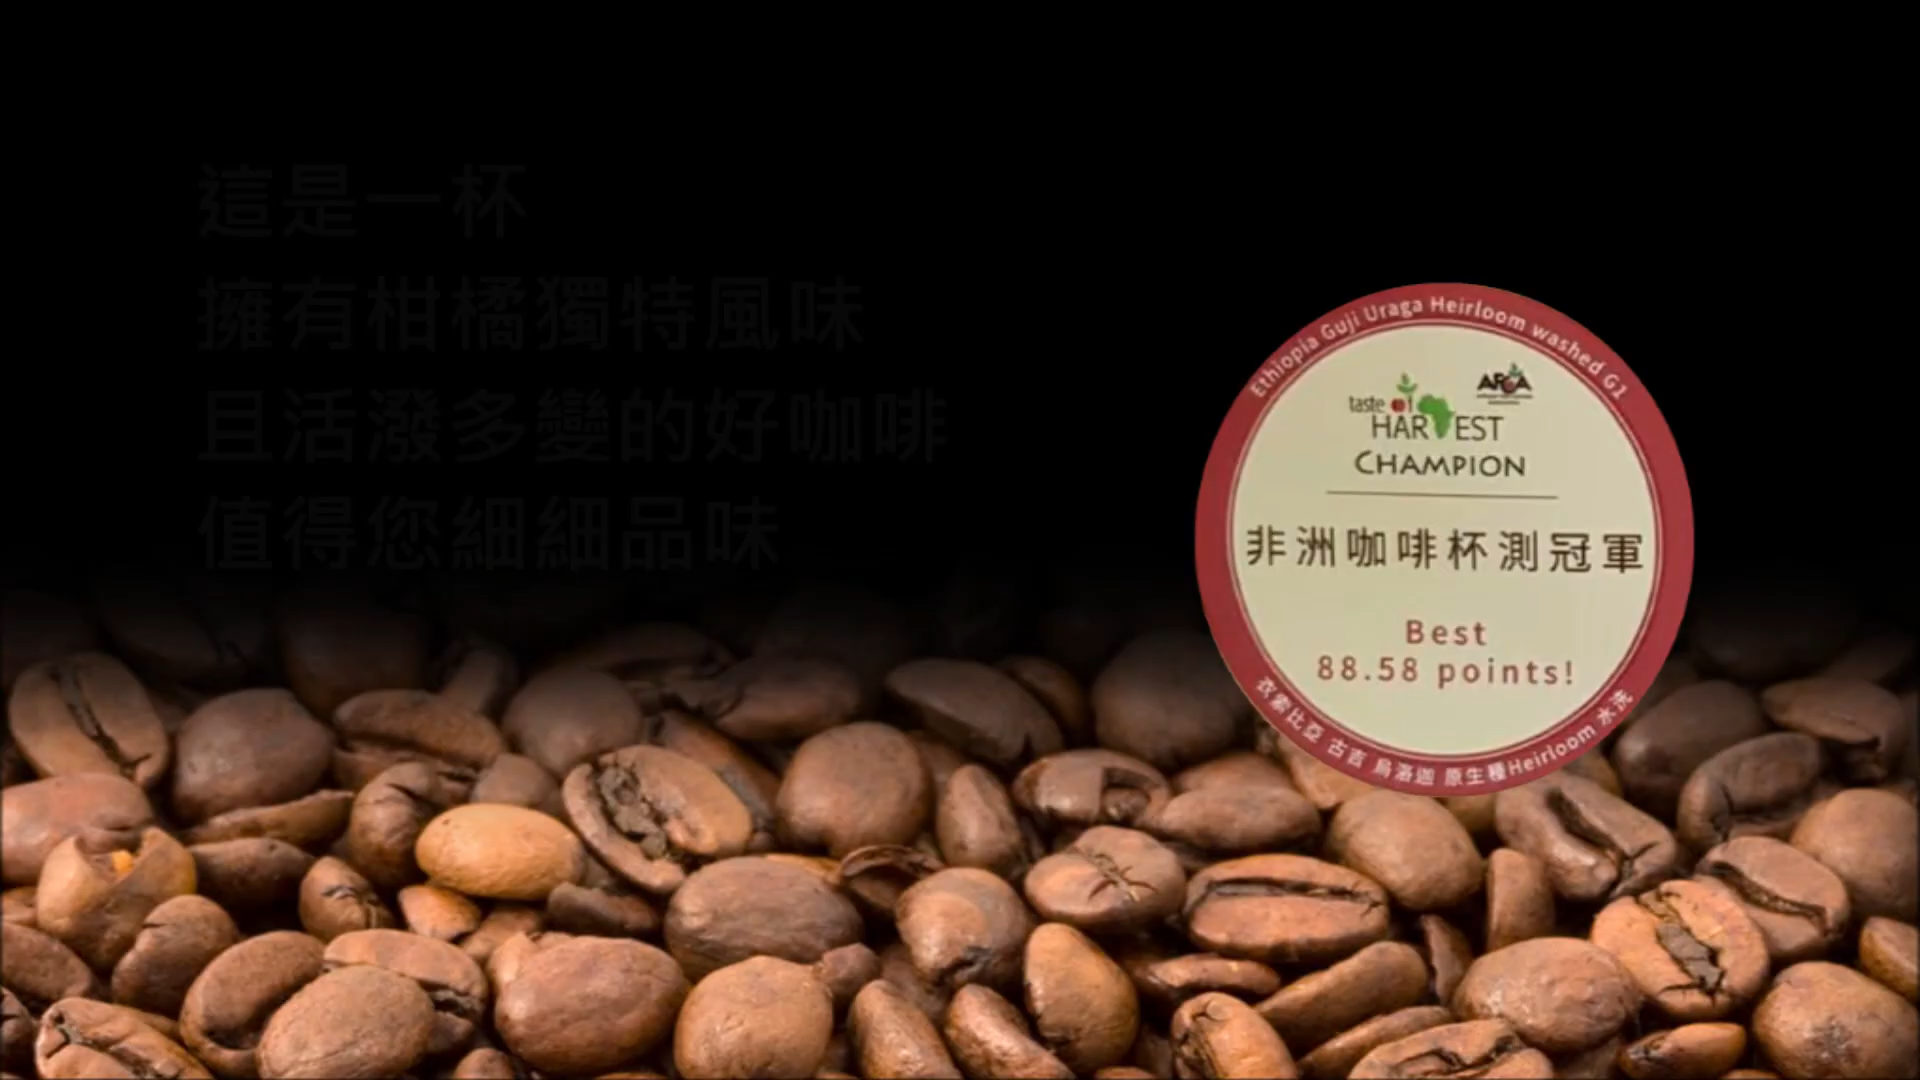 這是一杯
擁有柑橘獨特風味
且活潑多變的好咖啡
值得您細細品味
Ethiopia Guji Uraga Heirloom washed G1
taste of
HARVEST
AFCA
CHAMPION
非洲咖啡杯測冠軍
Best
88.58 points!
衣索比亞 古吉 烏洛迦 原生種Heirloom 水洗